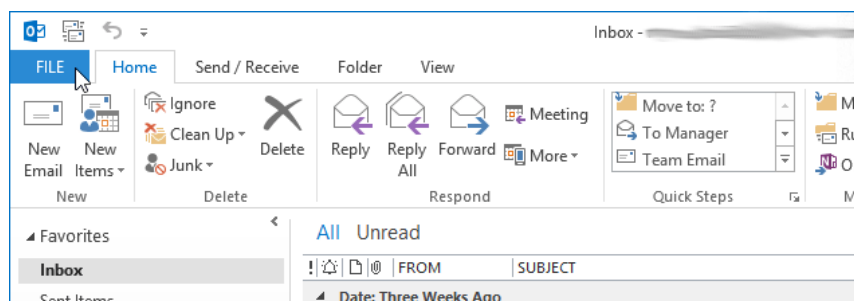 Inbox -
FILE Home Send / Receive Folder View
New Email
New Items
Ignore
Clean Up
Junk
Delete
Reply
Reply All
Forward
Meeting
More
Move to: ?
To Manager
Team Email
New Delete Respond Quick Steps
Favorites
Inbox
Sent Items
All Unread
! FROM SUBJECT
Date: Three Weeks Ago